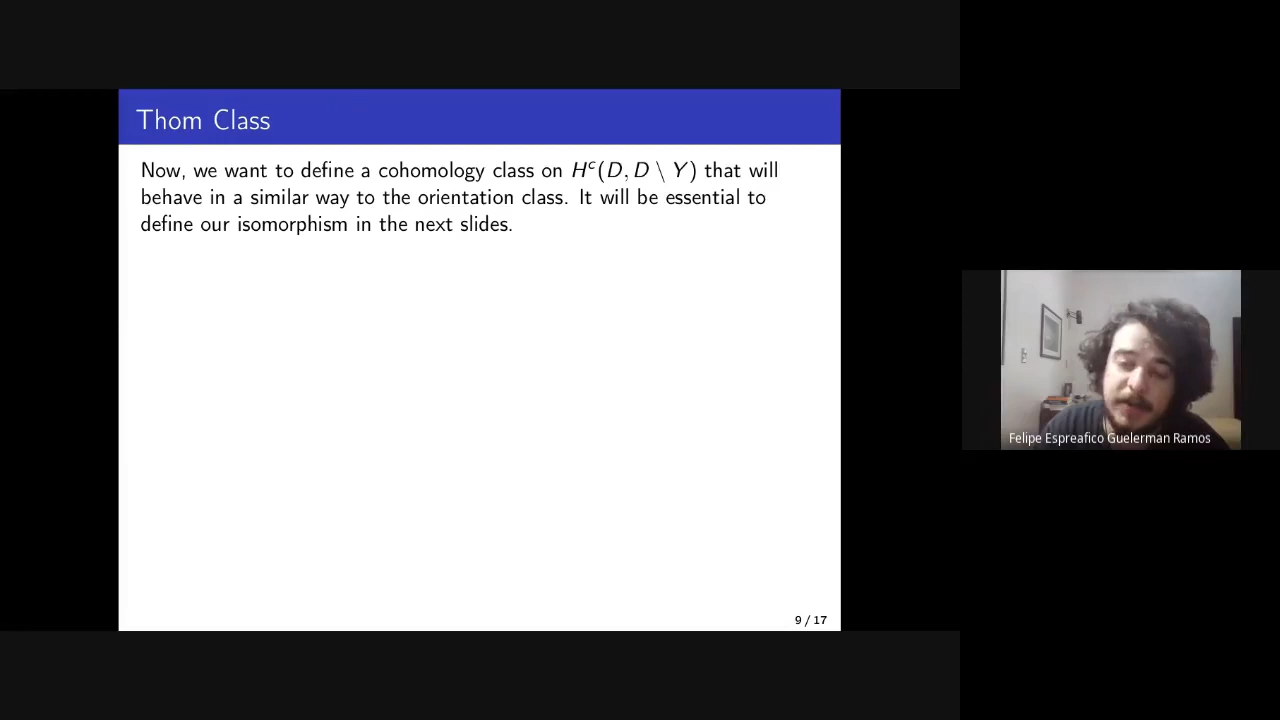 Thom Class
Now, we want to define a cohomology class on Hᶜ(D, D \ Y) that will
behave in a similar way to the orientation class. It will be essential to
define our isomorphism in the next slides.
9 / 17
Felipe Espreafico Guelerman Ramos